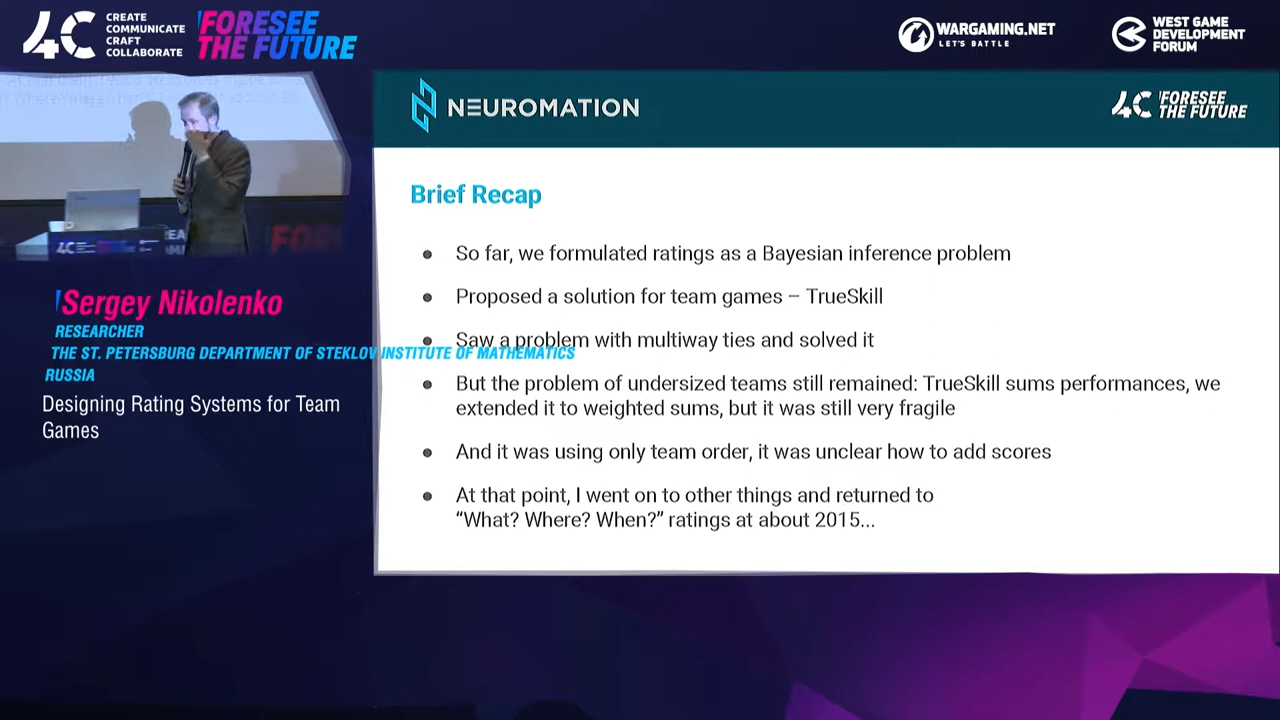 4C
CREATE
COMMUNICATE
CRAFT
COLLABORATE
FORESEE
THE FUTURE
WARGAMING.NET
LET'S BATTLE
WEST GAME
DEVELOPMENT
FORUM
NEUROMATION
4C FORESEE
THE FUTURE
Brief Recap
• So far, we formulated ratings as a Bayesian inference problem
• Proposed a solution for team games – TrueSkill
• Saw a problem with multiway ties and solved it
• But the problem of undersized teams still remained: TrueSkill sums performances, we
extended it to weighted sums, but it was still very fragile
• And it was using only team order, it was unclear how to add scores
• At that point, I went on to other things and returned to
“What? Where? When?” ratings at about 2015...
4C
Sergey Nikolenko
RESEARCHER
THE ST. PETERSBURG DEPARTMENT OF STEKLOV INSTITUTE OF MATHEMATICS
RUSSIA
Designing Rating Systems for Team
Games